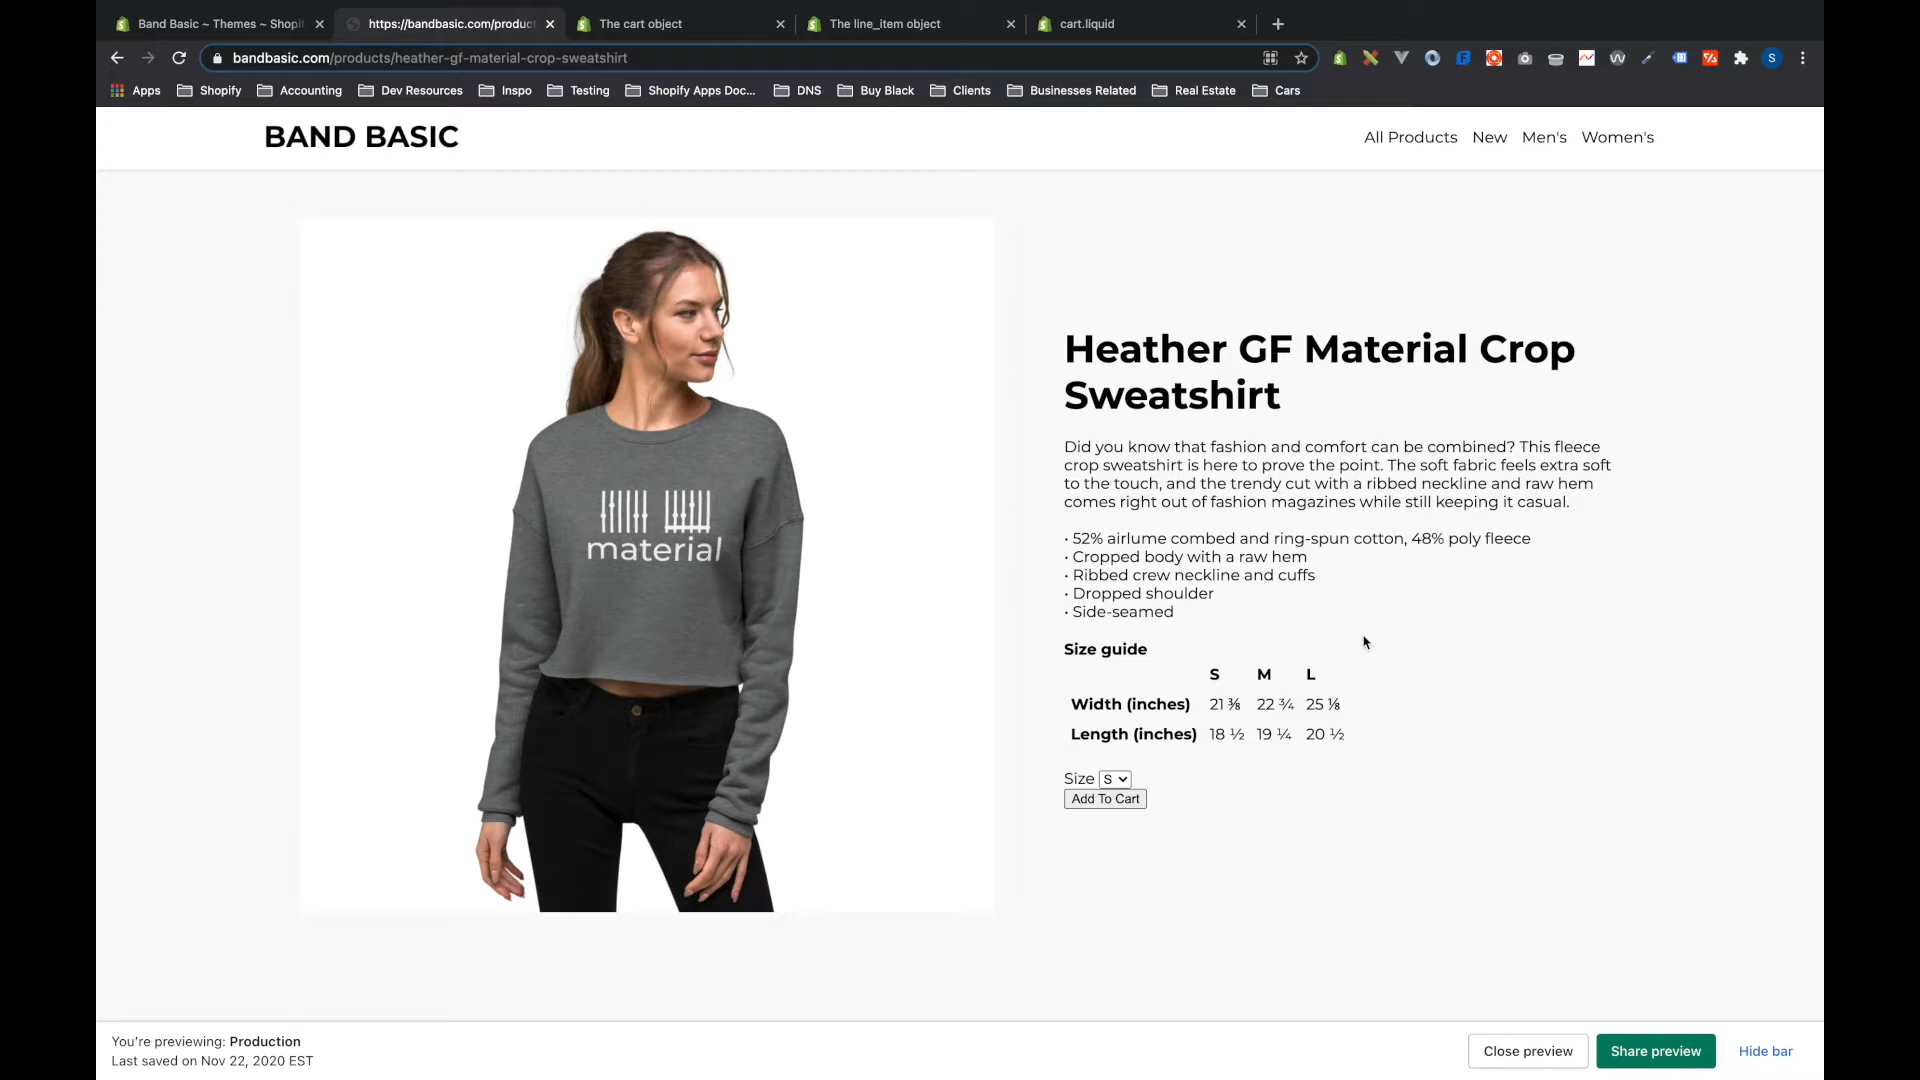 Band Basic ~ Themes ~ Shopif
https://bandbasic.com/product
The cart object
The line_item object
cart.liquid
bandbasic.com/products/heather-gf-material-crop-sweatshirt
S
Apps
Shopify
Accounting
Dev Resources
Inspo
Testing
Shopify Apps Doc...
DNS
Buy Black
Clients
Businesses Related
Real Estate
Cars
BAND BASIC
All Products
New
Men's
Women's
material
Heather GF Material Crop
Sweatshirt
Did you know that fashion and comfort can be combined? This fleece
crop sweatshirt is here to prove the point. The soft fabric feels extra soft
to the touch, and the trendy cut with a ribbed neckline and raw hem
comes right out of fashion magazines while still keeping it casual.
• 52% airlume combed and ring-spun cotton, 48% poly fleece
• Cropped body with a raw hem
• Ribbed crew neckline and cuffs
• Dropped shoulder
• Side-seamed
Size guide
S M L
Width (inches) 21 ⅜ 22 ¾ 25 ⅛
Length (inches) 18 ½ 19 ¼ 20 ½
Size S
Add To Cart
You're previewing: Production
Last saved on Nov 22, 2020 EST
Close preview
Share preview
Hide bar